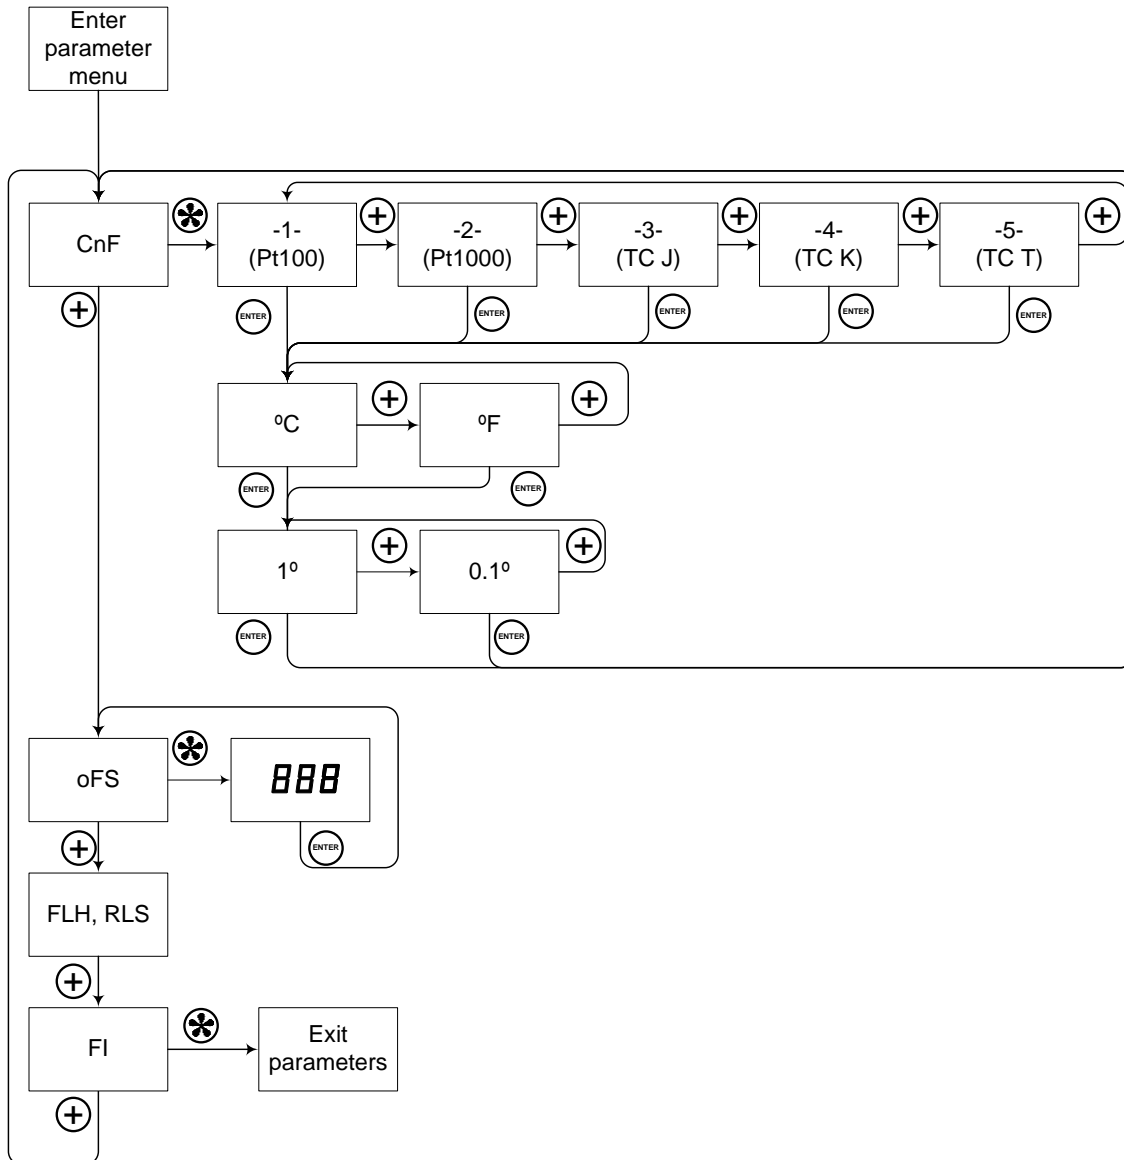 Enter
parameter
menu
CnF
-1-
(Pt100)
-2-
(Pt1000)
-3-
(TC J)
-4-
(TC K)
-5-
(TC T)
ENTER
ENTER
ENTER
ENTER
ENTER
ºC
ºF
ENTER
ENTER
1º
0.1º
ENTER
ENTER
oFS
888
ENTER
FLH, RLS
FI
Exit
parameters